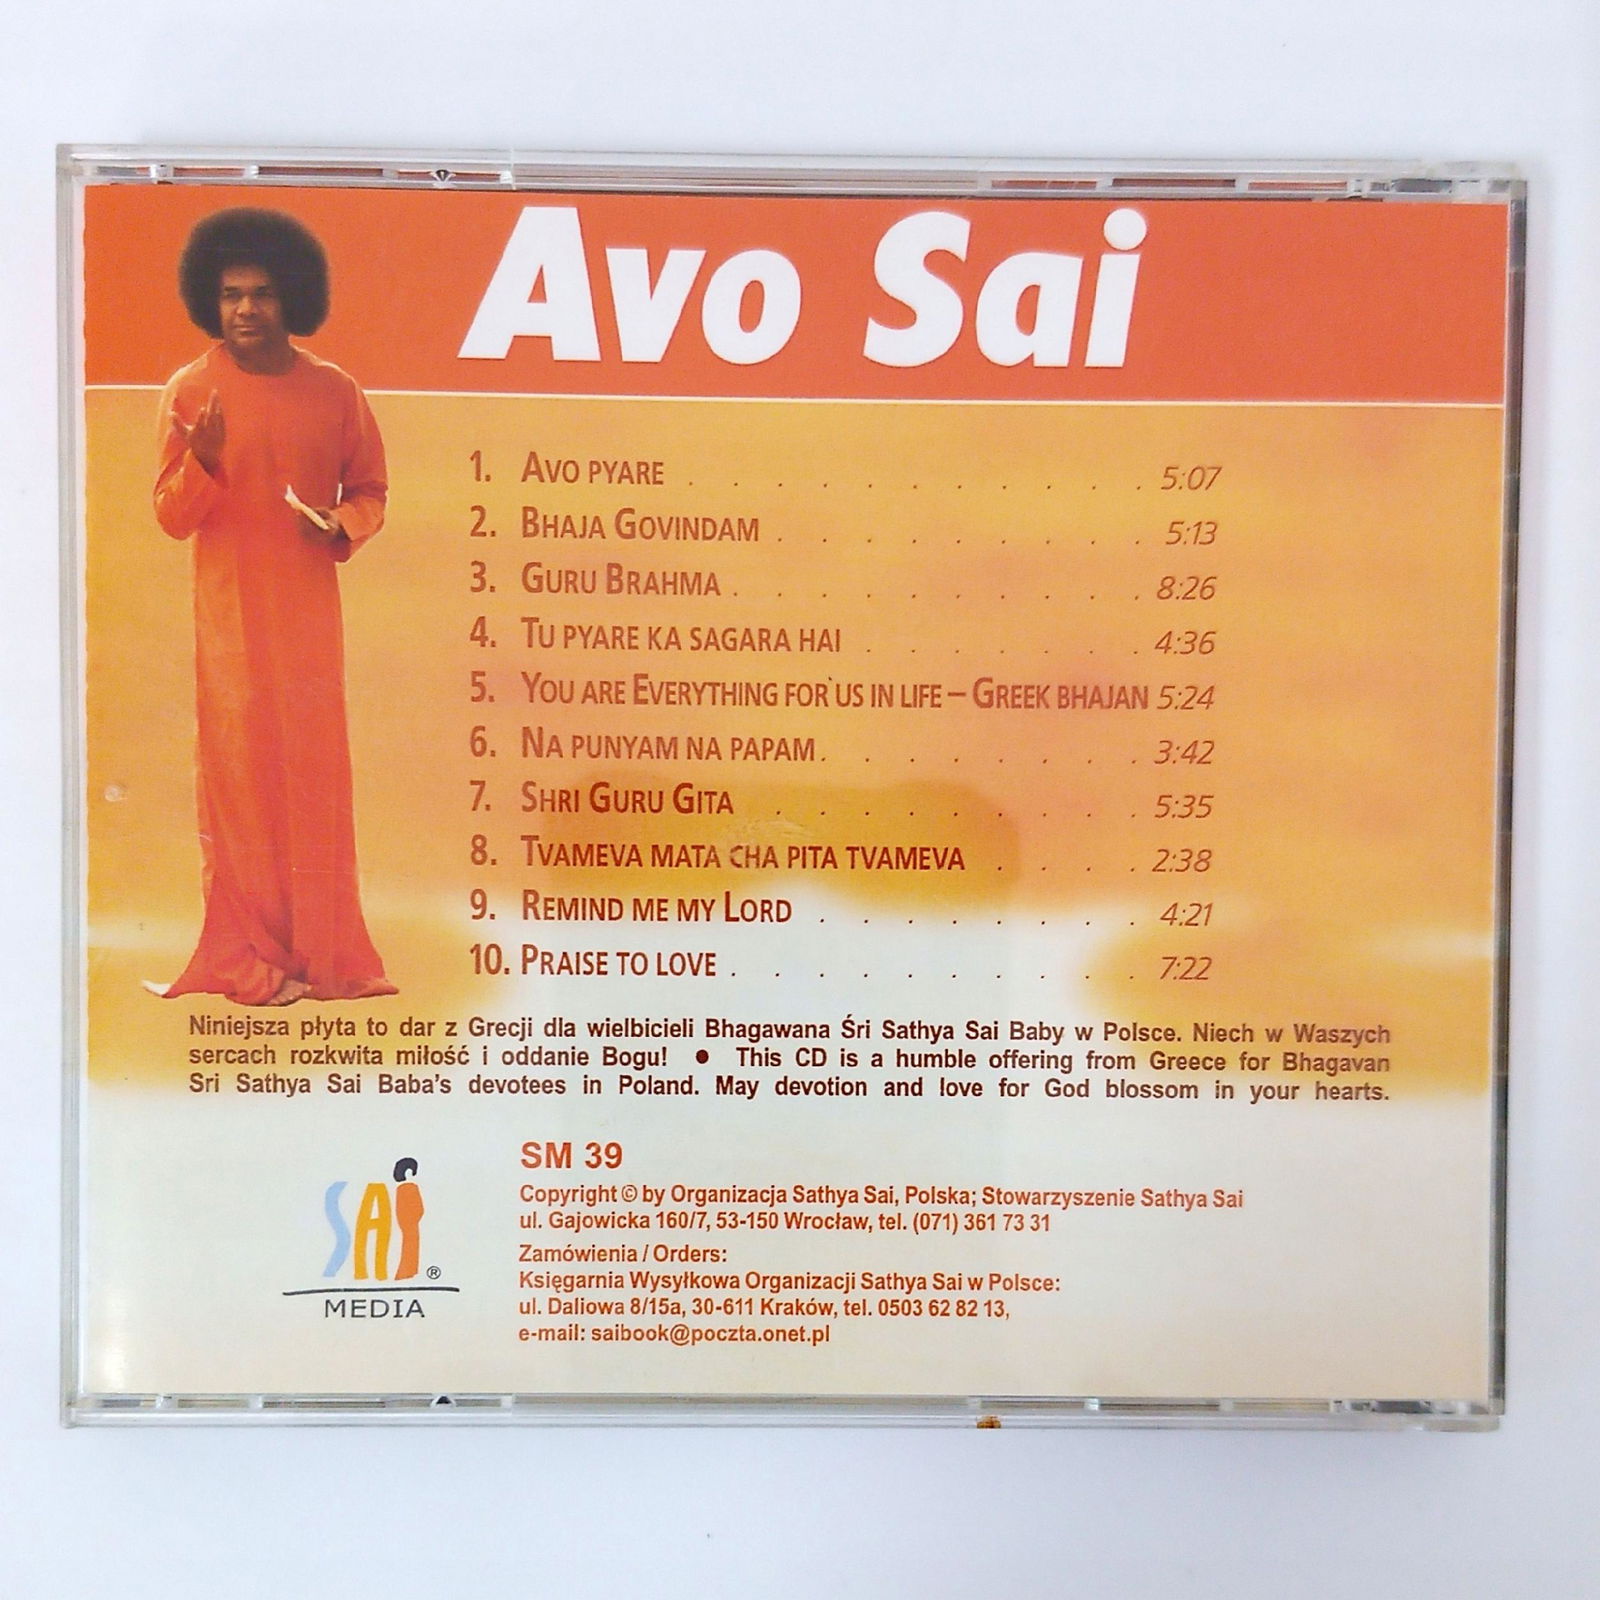 Avo Sai
1. AVO PYARE . . . . . . . . . . . 5:07
2. BHAJA GOVINDAM . . . . . . . . . 5:13
3. GURU BRAHMA . . . . . . . . . . 8:26
4. TU PYARE KA SAGARA HAI . . . . . . . 4:36
5. YOU ARE EVERYTHING FOR US IN LIFE – GREEK BHAJAN 5:24
6. NA PUNYAM NA PAPAM . . . . . . . . 3:42
7. SHRI GURU GITA . . . . . . . . . 5:35
8. TVAMEVA MATA CHA PITA TVAMEVA . . . . 2:38
9. REMIND ME MY LORD . . . . . . . . 4:21
10. PRAISE TO LOVE . . . . . . . . . . 7:22
Niniejsza płyta to dar z Grecji dla wielbicieli Bhagawana Śri Sathya Sai Baby w Polsce. Niech w Waszych
sercach rozkwita miłość i oddanie Bogu! ● This CD is a humble offering from Greece for Bhagavan
Sri Sathya Sai Baba's devotees in Poland. May devotion and love for God blossom in your hearts.
SAI ®
MEDIA
SM 39
Copyright © by Organizacja Sathya Sai, Polska; Stowarzyszenie Sathya Sai
ul. Gajowicka 160/7, 53-150 Wrocław, tel. (071) 361 73 31
Zamówienia / Orders:
Księgarnia Wysyłkowa Organizacji Sathya Sai w Polsce:
ul. Daliowa 8/15a, 30-611 Kraków, tel. 0503 62 82 13,
e-mail: saibook@poczta.onet.pl